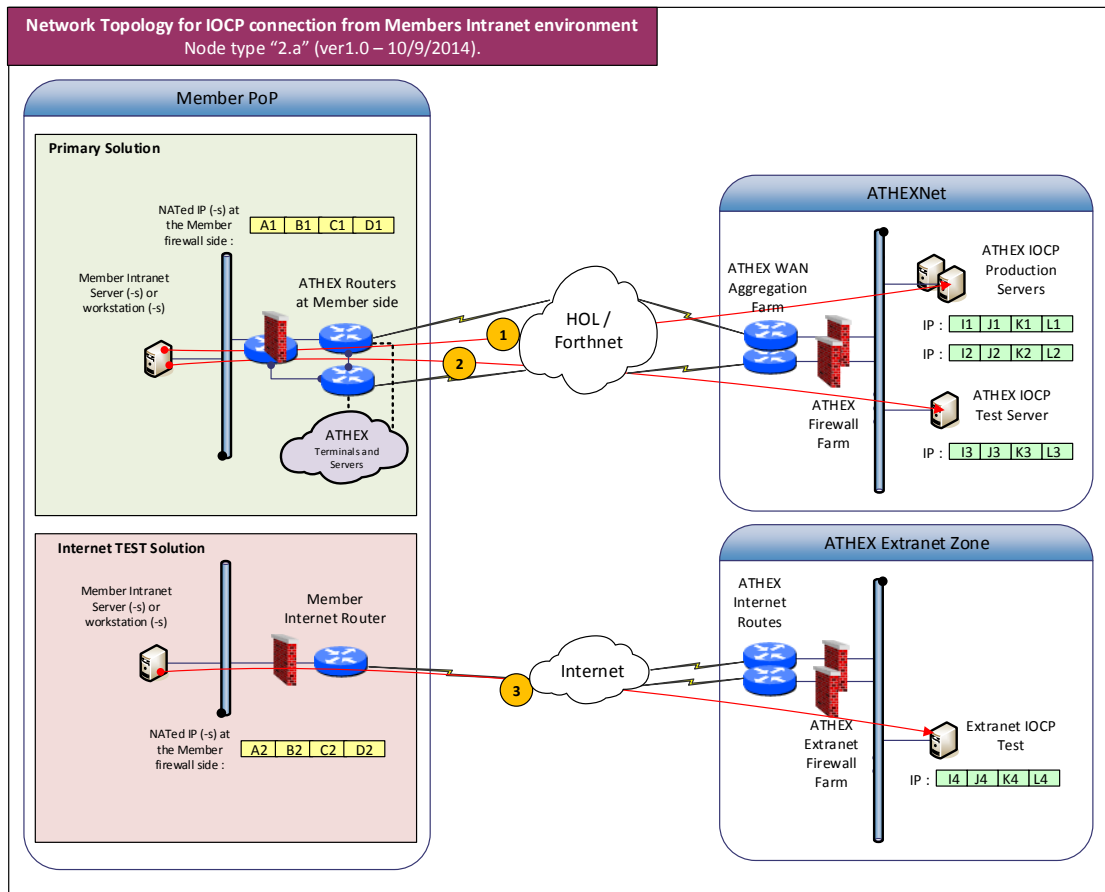 Network Topology for IOCP connection from Members Intranet environment
Node type “2.a” (ver1.0 – 10/9/2014).
Member PoP
Primary Solution
NATed IP (-s) at
the Member
firewall side :
A1 B1 C1 D1
Member Intranet
Server (-s) or
workstation (-s)
ATHEX Routers
at Member side
ATHEX
Terminals and
Servers
1
2
HOL /
Forthnet
ATHEXNet
ATHEX WAN
Aggregation
Farm
ATHEX
Firewall
Farm
ATHEX IOCP
Production
Servers
IP : I1 J1 K1 L1
IP : I2 J2 K2 L2
ATHEX IOCP
Test Server
IP : I3 J3 K3 L3
Internet TEST Solution
Member Intranet
Server (-s) or
workstation (-s)
Member
Internet Router
NATed IP (-s) at
the Member
firewall side :
A2 B2 C2 D2
3
Internet
ATHEX Extranet Zone
ATHEX
Internet
Routes
ATHEX
Extranet
Firewall
Farm
Extranet IOCP
Test
IP : I4 J4 K4 L4